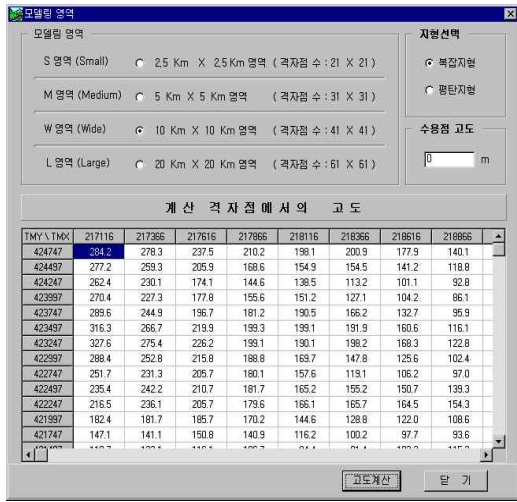 모델링 영역
모델링 영역
S 영역 (Small) 2,5 Km X 2,5 Km 영역 ( 격자점 수 : 21 X 21 )
M 영역 (Medium) 5 Km X 5 Km 영역 ( 격자점 수 : 31 X 31 )
W 영역 (Wide) 10 Km X 10 Km 영역 ( 격자점 수 : 41 X 41 )
L 영역 (Large) 20 Km X 20 Km 영역 ( 격자점 수 : 61 X 61 )
지형선택
복잡지형
평탄지형
수용점 고도
0 m
계 산 격 자 점 에 서 의 고 도
TMY \ TMX 217116 217366 217616 217866 218116 218366 218616 218866
424747 284.2 278.3 237.5 210.2 198.1 200.9 177.9 140.1
424497 277.2 259.3 205.9 168.6 154.9 154.5 141.2 118.8
424247 262.4 230.1 174.1 144.6 138.5 113.2 101.1 92.8
423997 270.4 227.3 177.8 155.6 151.2 127.1 104.2 86.1
423747 289.6 244.9 196.7 181.2 190.5 166.2 132.7 95.9
423497 316.3 266.7 219.9 199.3 199.1 191.9 160.6 116.1
423247 327.6 275.4 226.2 199.1 190.1 198.2 168.3 122.8
422997 288.4 252.8 215.8 188.8 169.7 147.8 125.6 102.4
422747 251.7 231.3 205.7 180.1 157.6 119.1 106.2 97.0
422497 235.4 242.2 210.7 181.7 165.2 155.2 150.7 139.3
422247 216.5 236.1 205.7 179.6 166.1 165.7 164.5 154.3
421997 182.4 181.7 185.7 170.2 144.6 128.8 122.0 108.6
421747 147.1 141.1 150.8 140.9 116.2 100.2 97.7 93.6
고도계산 닫 기